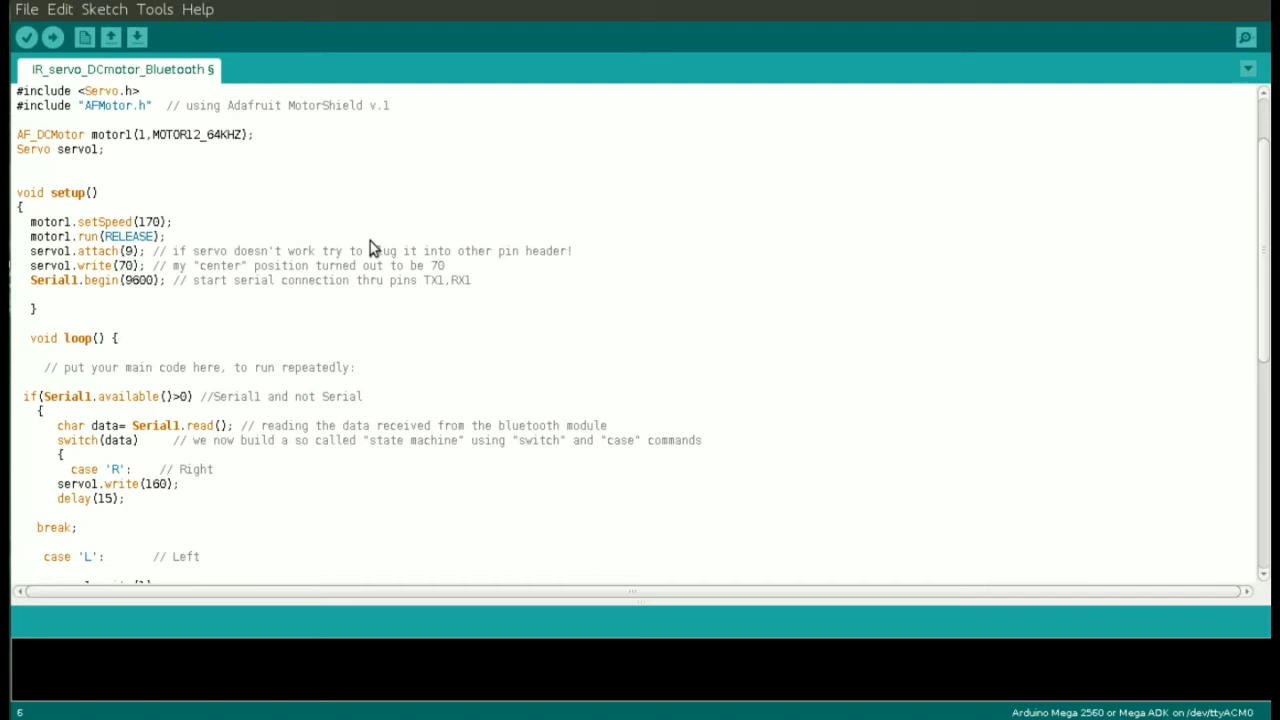 File Edit Sketch Tools Help
IR_servo_DCmotor_Bluetooth §
#include <Servo.h>
#include "AFMotor.h"  // using Adafruit MotorShield v.1
AF_DCMotor motor1(1,MOTOR12_64KHZ);
Servo servo1;
void setup()
{
motor1.setSpeed(170);
motor1.run(RELEASE);
servo1.attach(9); // if servo doesn't work try to plug it into other pin header!
servo1.write(70); // my "center" position turned out to be 70
Serial1.begin(9600); // start serial connection thru pins TX1,RX1
}
void loop() {
// put your main code here, to run repeatedly:
if(Serial1.available()>0) //Serial1 and not Serial
{
char data= Serial1.read(); // reading the data received from the bluetooth module
switch(data)     // we now build a so called "state machine" using "switch" and "case" commands
{
case 'R':    // Right
servo1.write(160);
delay(15);
break;
case 'L':       // Left
6
Arduino Mega 2560 or Mega ADK on /dev/ttyACM0